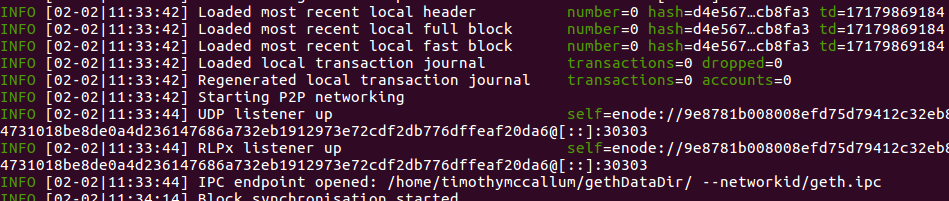 INFO [02-02|11:33:42] Loaded most recent local header number=0 hash=d4e567…cb8fa3 td=17179869184
INFO [02-02|11:33:42] Loaded most recent local full block number=0 hash=d4e567…cb8fa3 td=17179869184
INFO [02-02|11:33:42] Loaded most recent local fast block number=0 hash=d4e567…cb8fa3 td=17179869184
INFO [02-02|11:33:42] Loaded local transaction journal transactions=0 dropped=0
INFO [02-02|11:33:42] Regenerated local transaction journal transactions=0 accounts=0
INFO [02-02|11:33:42] Starting P2P networking
INFO [02-02|11:33:44] UDP listener up self=enode://9e8781b008008efd75d79412c32eb8
4731018be8de0a4d236147686a732eb1912973e72cdf2db776dffeaf20da6@[::]:30303
INFO [02-02|11:33:44] RLPx listener up self=enode://9e8781b008008efd75d79412c32eb8
4731018be8de0a4d236147686a732eb1912973e72cdf2db776dffeaf20da6@[::]:30303
INFO [02-02|11:33:44] IPC endpoint opened: /home/timothymccallum/gethDataDir/ --networkid/geth.ipc
INFO [02-02|11:34:14] Block synchronisation started